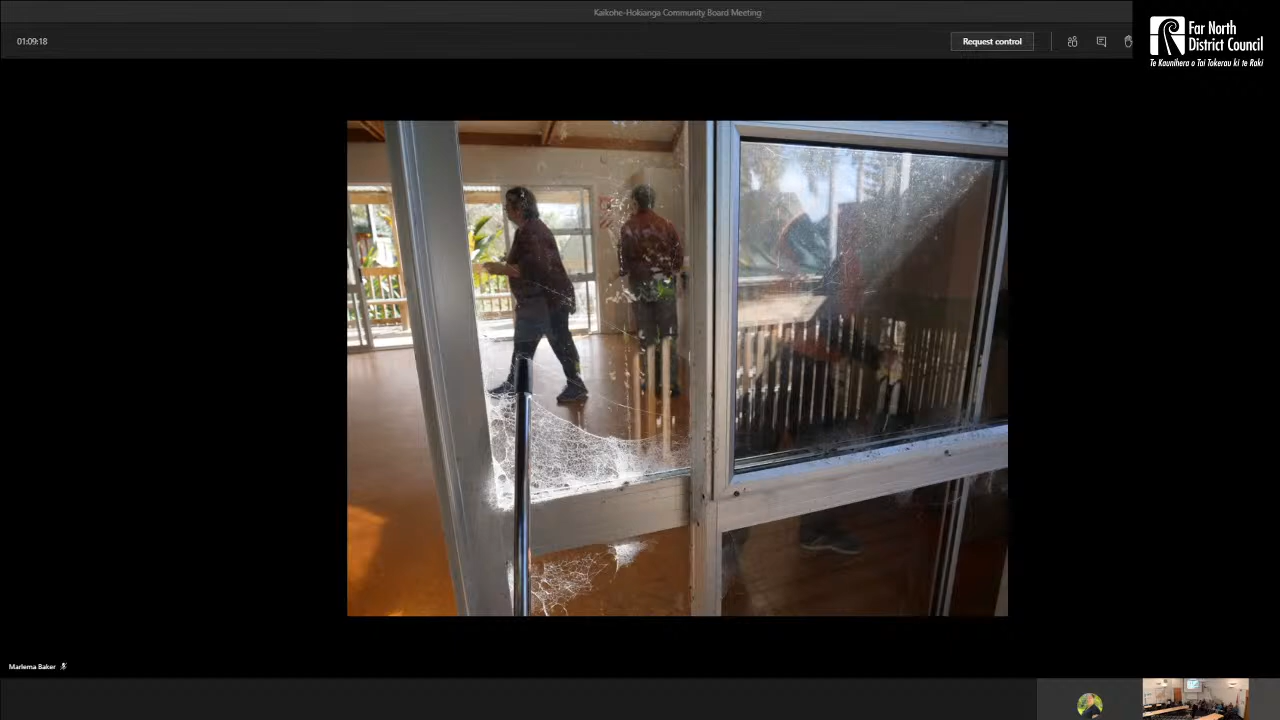 Kaikohe-Hokianga Community Board Meeting
01:09:18
Request control
Far North
District Council
Te Kaunihera o Tai Tokerau ki te Raki
Marlema Baker